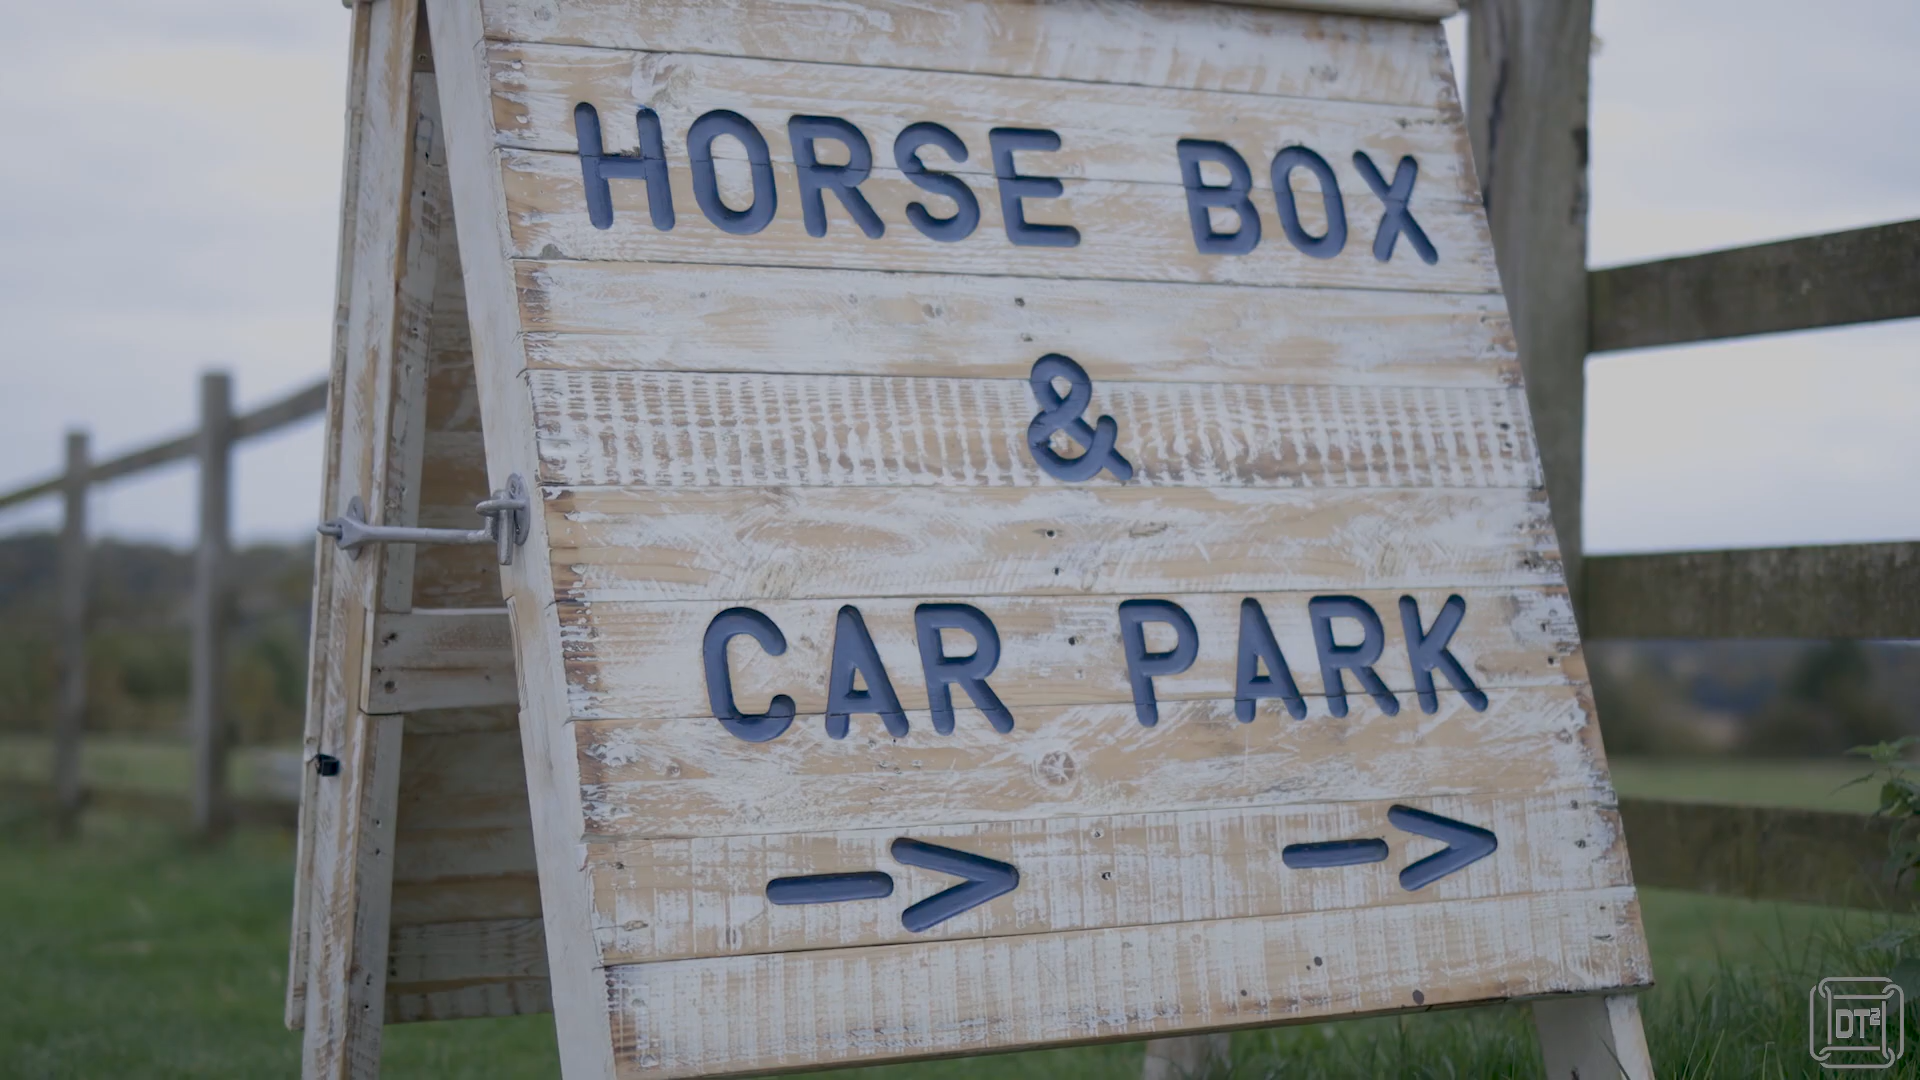 HORSE BOX
&
CAR PARK
-> ->
DT²